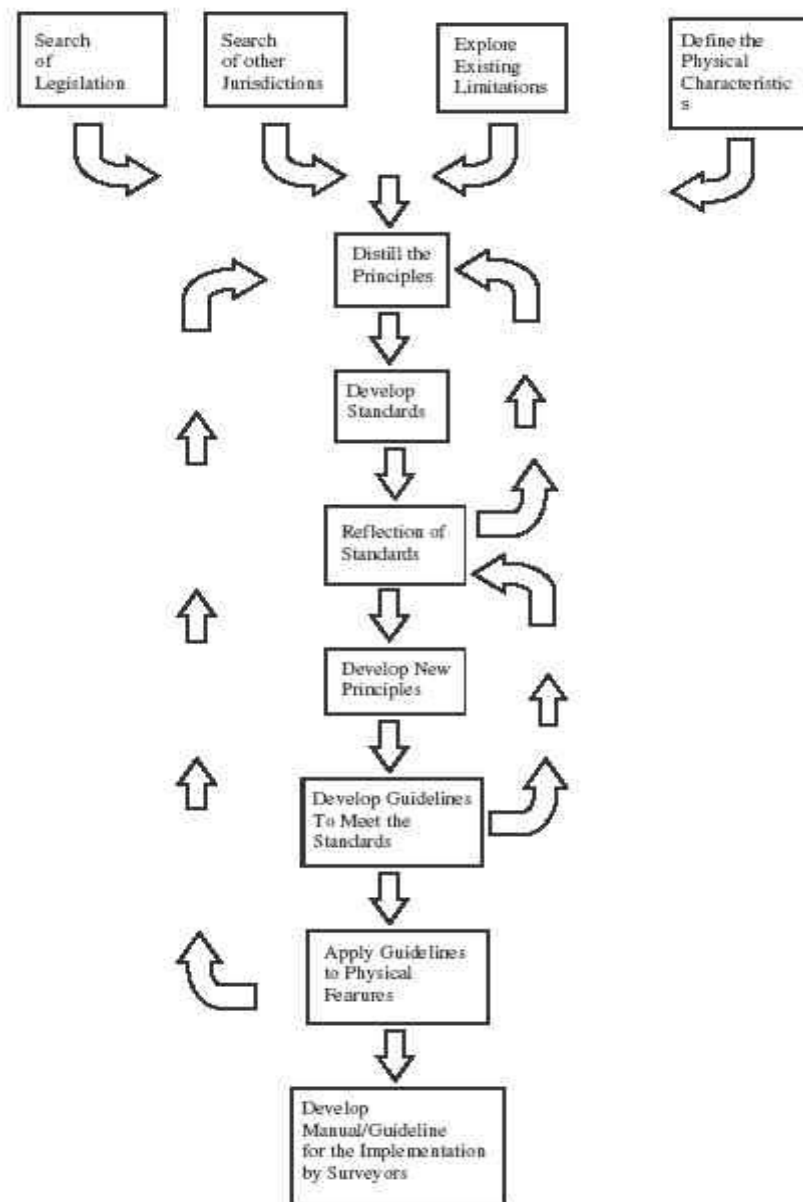 Search
of
Legislation
Search
of other
Jurisdictions
Explore
Existing
Limitations
Define the
Physical
Characteristic
s
Distill the
Principles
Develop
Standards
Reflection of
Standards
Develop New
Principles
Develop Guidelines
To Meet the
Standards
Apply Guidelines
to Physical
Fearures
Develop
Manual/Guideline
for the Implementation
by Surveyors